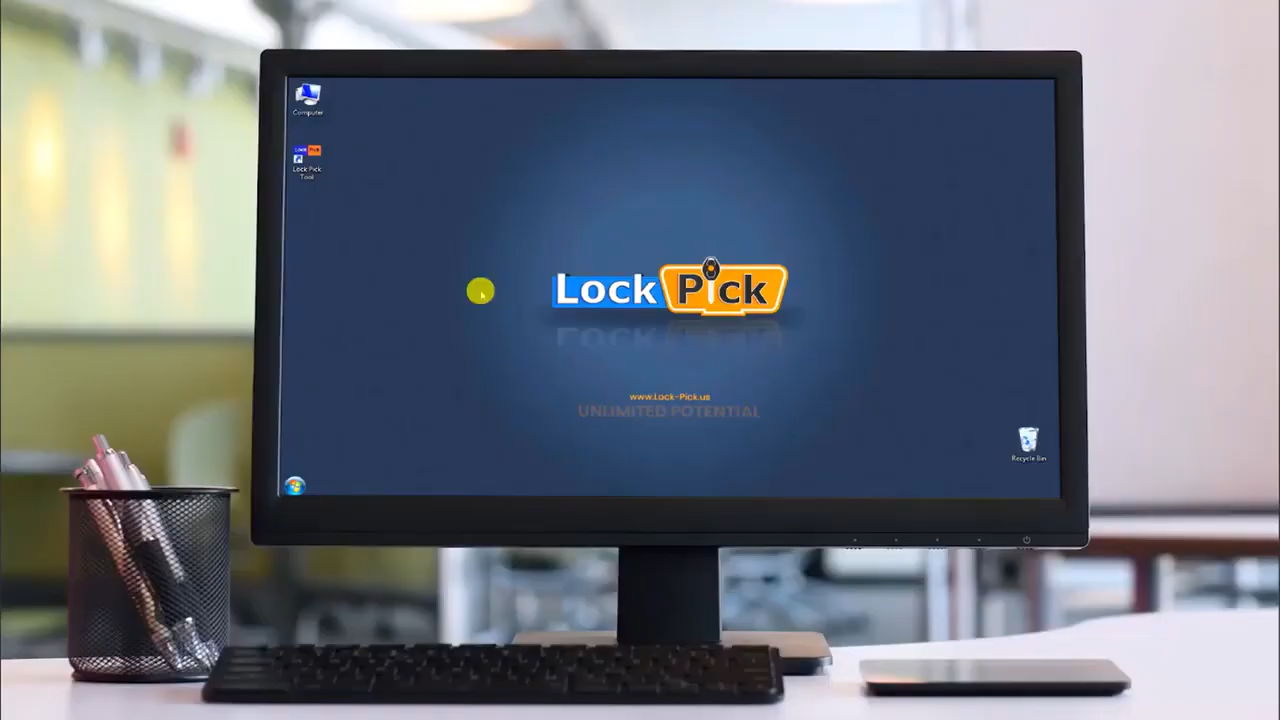 Computer
Lock Pick
Lock Pick
Tool
Lock Pick
www.Lock-Pick.us
UNLIMITED POTENTIAL
Recycle Bin